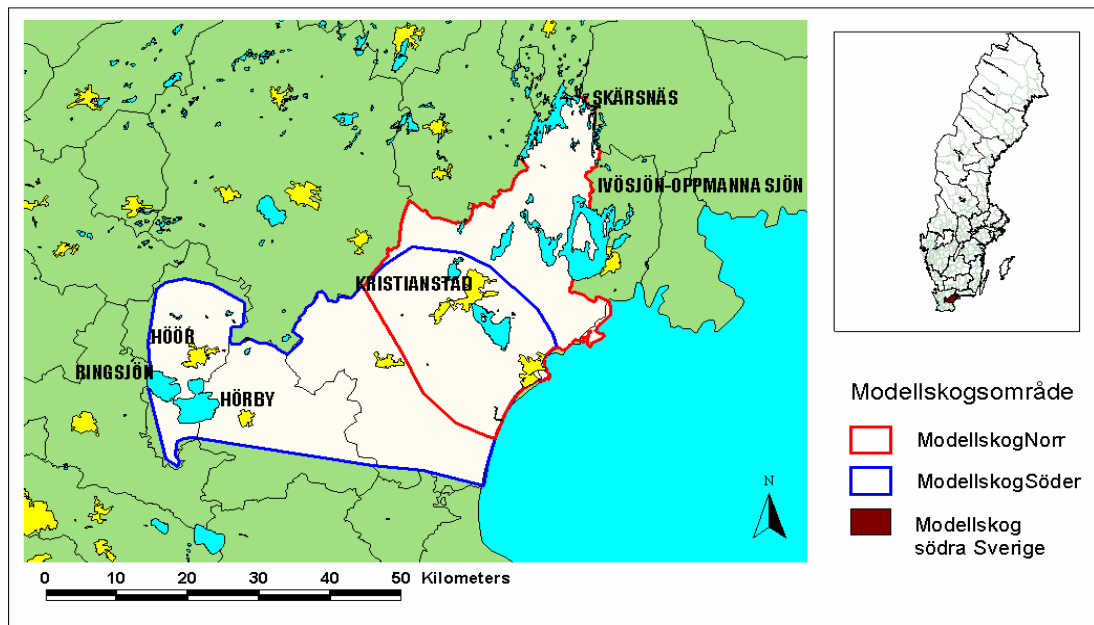 SKÄRSNÄS
IVÖSJÖN-OPPMANNA SJÖN
KRISTIANSTAD
HÖÖR
RINGSJÖN
HÖRBY
N
0 10 20 30 40 50 Kilometers
Modellskogsområde
ModellskogNorr
ModellskogSöder
Modellskog
södra Sverige